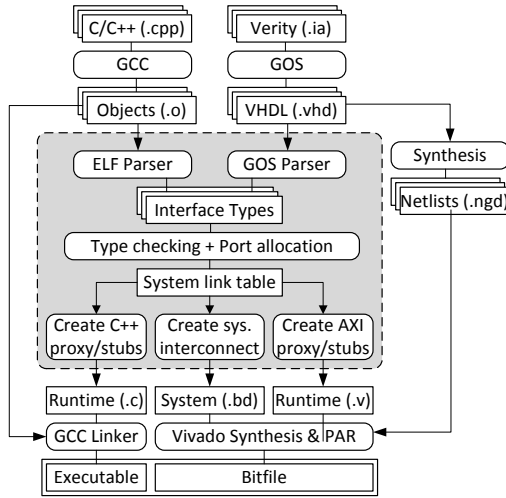 C/C++ (.cpp)
Verity (.ia)
GCC
GOS
Objects (.o)
VHDL (.vhd)
ELF Parser
GOS Parser
Synthesis
Netlists (.ngd)
Interface Types
Type checking + Port allocation
System link table
Create C++
proxy/stubs
Create sys.
interconnect
Create AXI
proxy/stubs
Runtime (.c)
System (.bd)
Runtime (.v)
GCC Linker
Vivado Synthesis & PAR
Executable
Bitfile